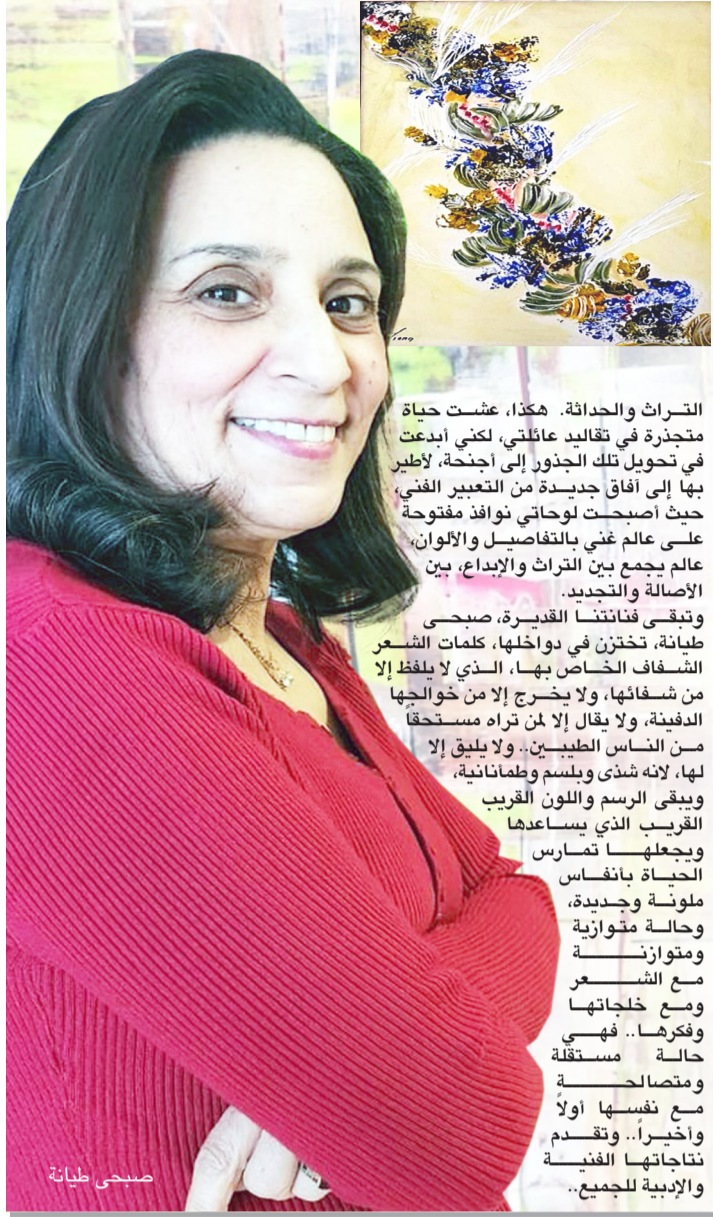 التراث والحداثة. هكذا، عشت حياة
متجذرة في تقاليد عائلتي، لكني أبدعت
في تحويل تلك الجذور إلى أجنحة، لأطير
بها إلى آفاق جديدة من التعبير الفني،
حيث أصبحت لوحاتي نوافذ مفتوحة
على عالم غني بالتفاصيل والألوان،
عالم يجمع بين التراث والإبداع، بين
الأصالة والتجديد.
وتبقى فنانتنا القديرة، صبحى
طيانة، تختزن في دواخلها، كلمات الشعر
الشفاف الخاص بها، الذي لا يلفظ إلا
من شفائها، ولا يخرج إلا من خوالجها
الدفينة، ولا يقال إلا لمن تراه مستحقاً
من الناس الطيبين.. ولا يليق إلا
لها، لانه شذى وبلسم وطمأنانية،
ويبقى الرسم واللون القريب
القريب الذي يساعدها
ويجعلها تمارس
الحياة بأنفاس
ملونة وجديدة،
وحالة متوازية
ومتوازنة
مع الشعر
ومع خلجاتها
وفكرها.. فهي
حالة مستقلة
ومتصالحة
مع نفسها أولاً
وأخيراً.. وتقدم
نتاجاتها الفنية
والإدبية للجميع..
صبحى طيانة